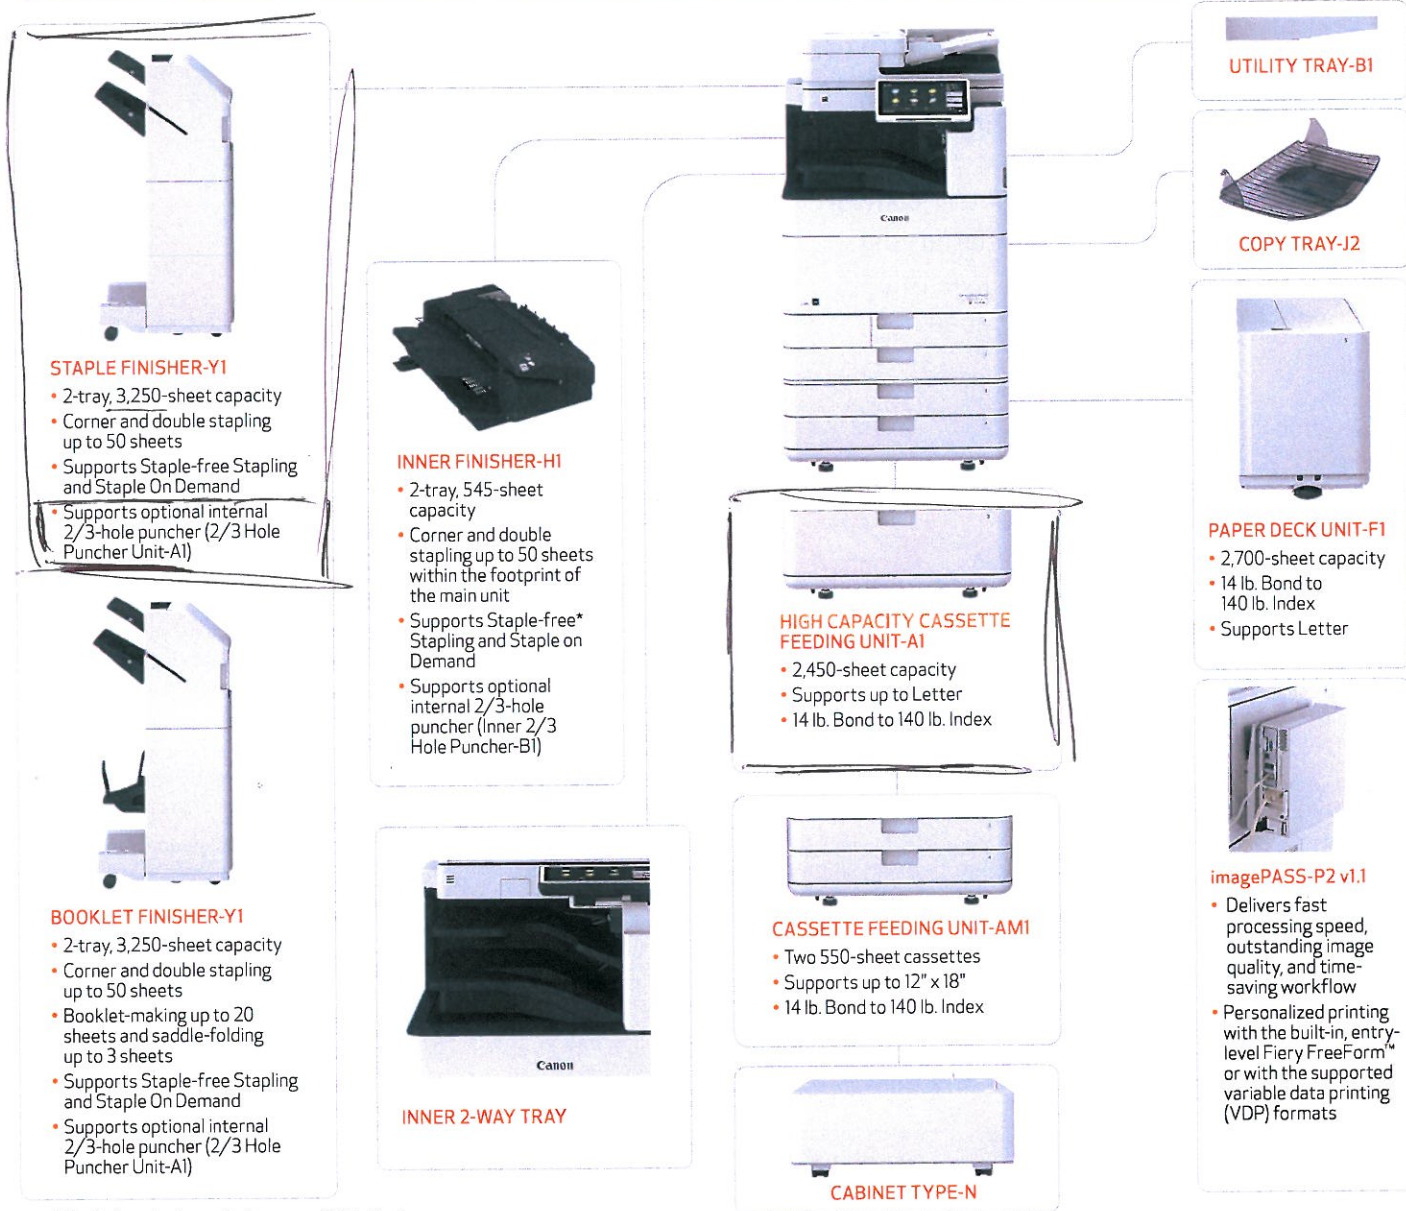 STAPLE FINISHER-Y1
• 2-tray, 3,250-sheet capacity
• Corner and double stapling
up to 50 sheets
• Supports Staple-free Stapling
and Staple On Demand
• Supports optional internal
2/3-hole puncher (2/3 Hole
Puncher Unit-A1)
BOOKLET FINISHER-Y1
• 2-tray, 3,250-sheet capacity
• Corner and double stapling
up to 50 sheets
• Booklet-making up to 20
sheets and saddle-folding
up to 3 sheets
• Supports Staple-free Stapling
and Staple On Demand
• Supports optional internal
2/3-hole puncher (2/3 Hole
Puncher Unit-A1)
INNER FINISHER-H1
• 2-tray, 545-sheet
capacity
• Corner and double
stapling up to 50 sheets
within the footprint of
the main unit
• Supports Staple-free*
Stapling and Staple on
Demand
• Supports optional
internal 2/3-hole
puncher (Inner 2/3
Hole Puncher-B1)
Canon
INNER 2-WAY TRAY
Canon
HIGH CAPACITY CASSETTE
FEEDING UNIT-A1
• 2,450-sheet capacity
• Supports up to Letter
• 14 lb. Bond to 140 lb. Index
CASSETTE FEEDING UNIT-AM1
• Two 550-sheet cassettes
• Supports up to 12" x 18"
• 14 lb. Bond to 140 lb. Index
CABINET TYPE-N
UTILITY TRAY-B1
COPY TRAY-J2
PAPER DECK UNIT-F1
• 2,700-sheet capacity
• 14 lb. Bond to
140 lb. Index
• Supports Letter
imagePASS-P2 v1.1
• Delivers fast
processing speed,
outstanding image
quality, and time-
saving workflow
• Personalized printing
with the built-in, entry-
level Fiery FreeForm™
or with the supported
variable data printing
(VDP) formats